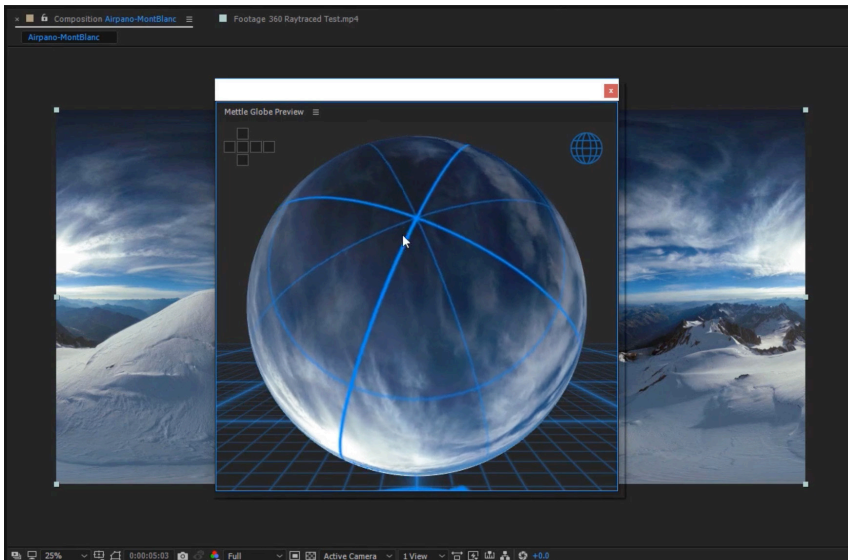 Composition Airpano-MontBlanc
Footage 360 Raytraced Test.mp4
Airpano-MontBlanc
x
Mettle Globe Preview
25%
0:00:05:03
Full
Active Camera
1 View
+0.0